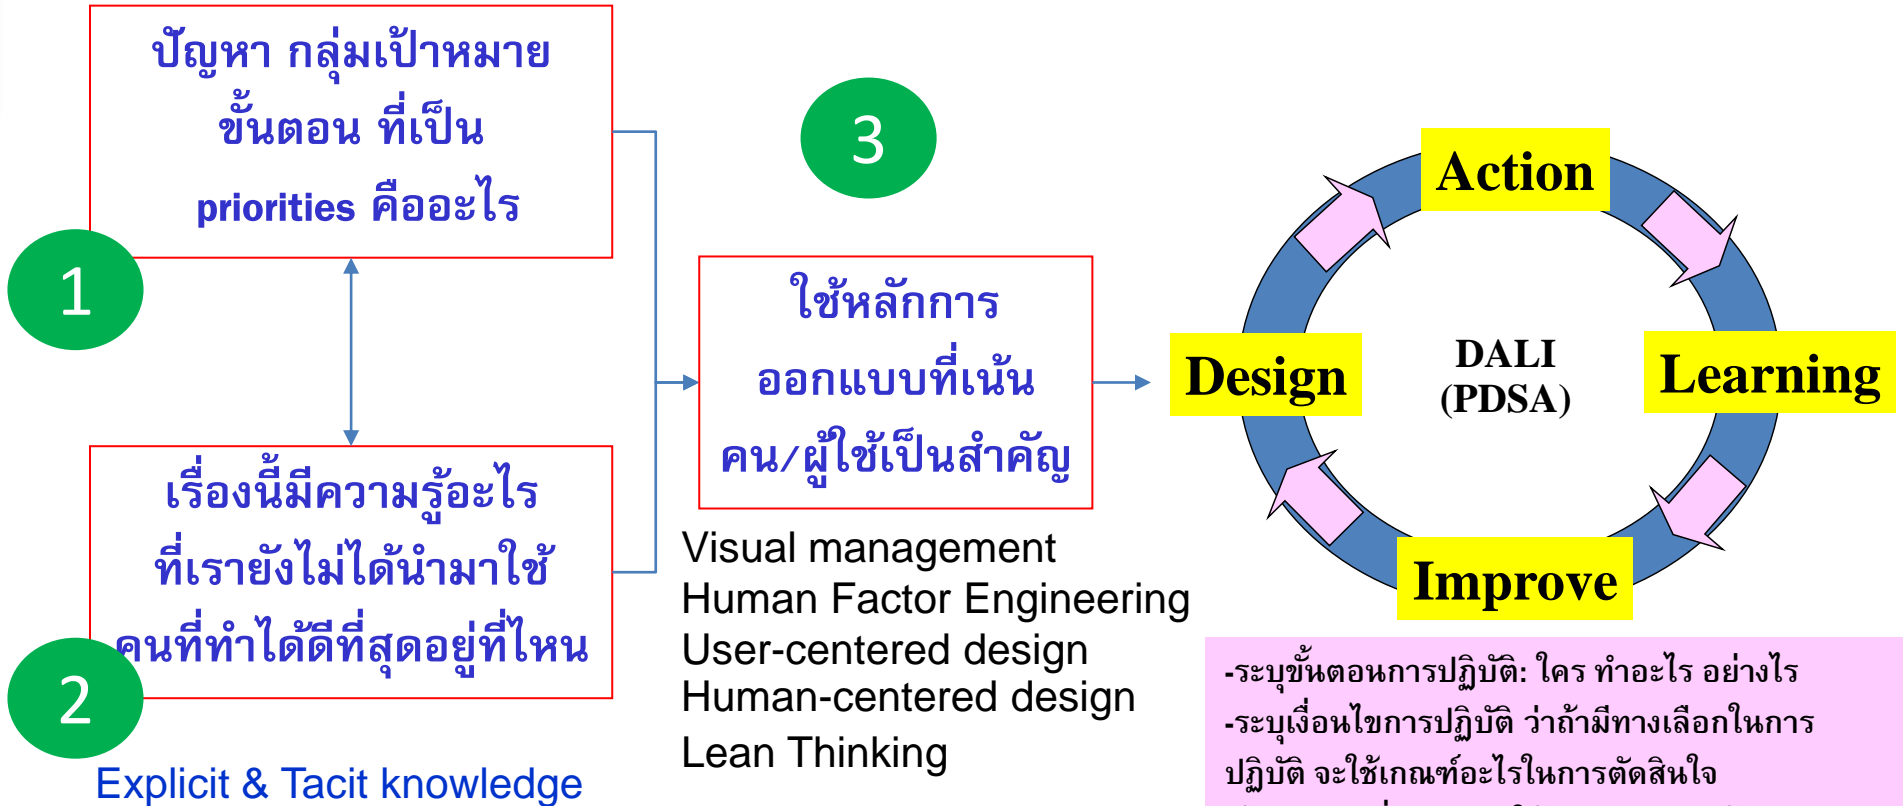 ปัญหา กลุ่มเป้าหมาย
ขั้นตอน ที่เป็น
priorities คืออะไร
1
เรื่องนี้มีความรู้อะไร
ที่เรายังไม่ได้นำมาใช้
คนที่ทำได้ดีที่สุดอยู่ที่ไหน
2
Explicit & Tacit knowledge
3
ใช้หลักการ
ออกแบบที่เน้น
คน/ผู้ใช้เป็นสำคัญ
Visual management
Human Factor Engineering
User-centered design
Human-centered design
Lean Thinking
Action
Design
DALI
(PDSA)
Learning
Improve
-ระบุขั้นตอนการปฏิบัติ: ใคร ทำอะไร อย่างไร
-ระบุเงื่อนไขการปฏิบัติ ว่าถ้ามีทางเลือกในการ
ปฏิบัติ จะใช้เกณฑ์อะไรในการตัดสินใจ